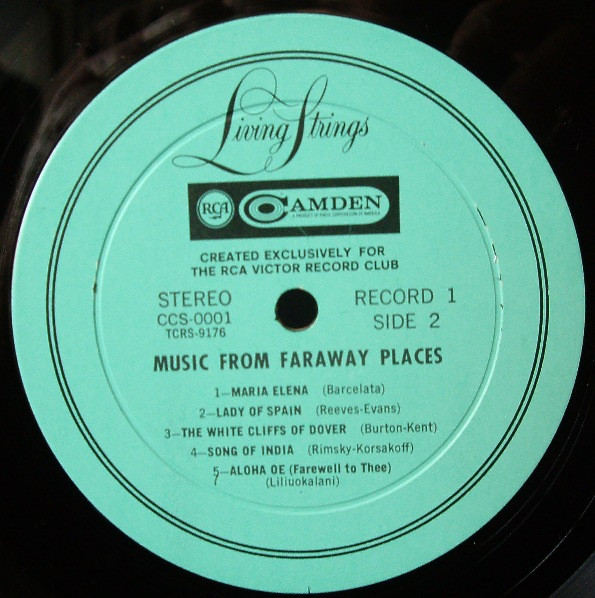 Living Strings
RCA CAMDEN
A PRODUCT OF RADIO CORPORATION OF AMERICA
CREATED EXCLUSIVELY FOR
THE RCA VICTOR RECORD CLUB
STEREO
CCS-0001
TCRS-9176
RECORD 1
SIDE 2
MUSIC FROM FARAWAY PLACES
1—MARIA ELENA (Barcelata)
2—LADY OF SPAIN (Reeves-Evans)
3—THE WHITE CLIFFS OF DOVER (Burton-Kent)
4—SONG OF INDIA (Rimsky-Korsakoff)
5—ALOHA OE (Farewell to Thee)
(Liliuokalani)